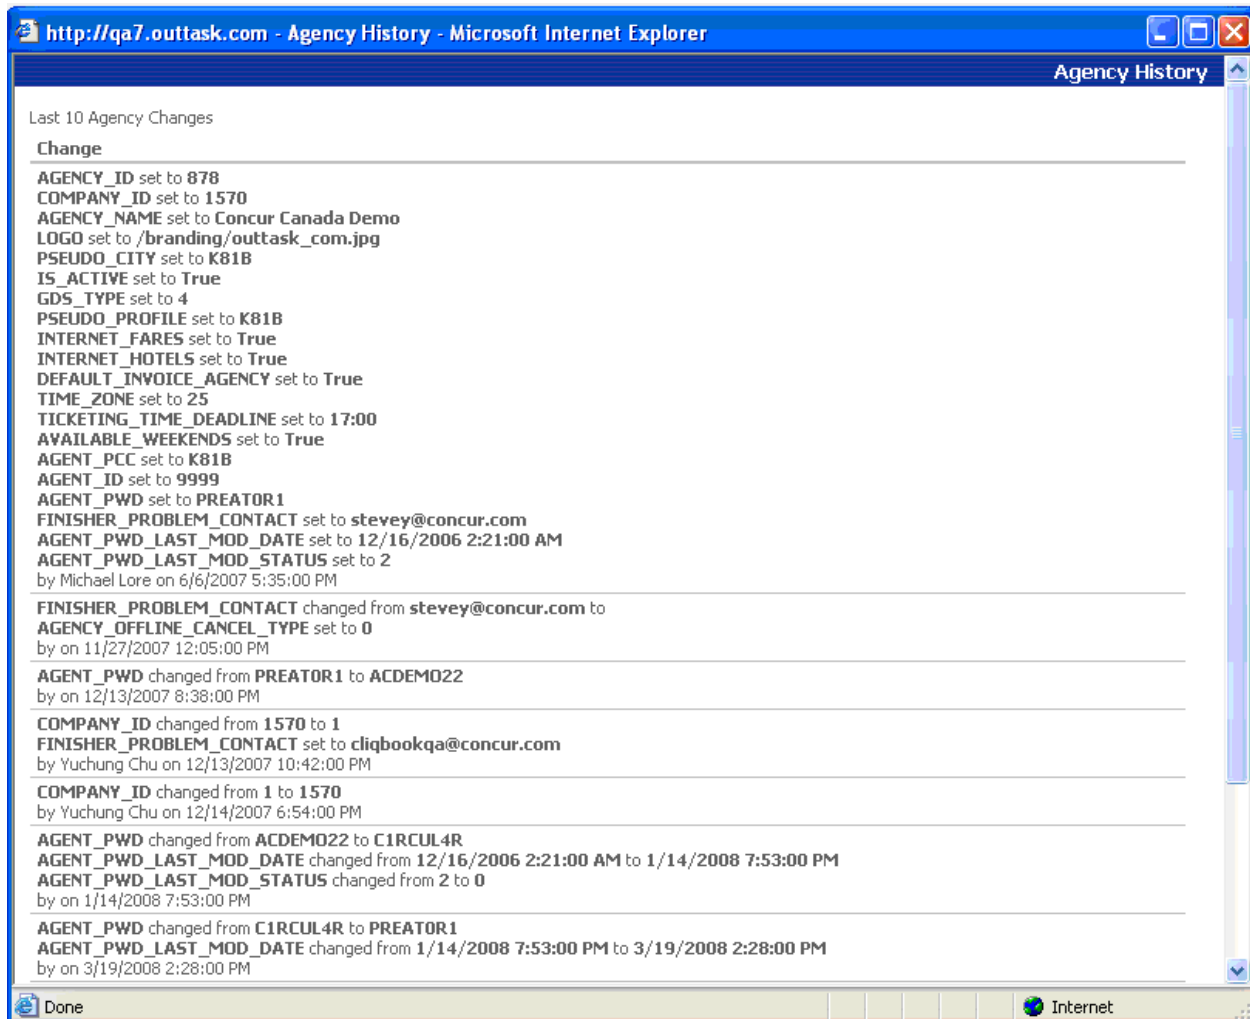 http://qa7.outtask.com - Agency History - Microsoft Internet Explorer
Agency History
Last 10 Agency Changes
Change
AGENCY_ID set to 878
COMPANY_ID set to 1570
AGENCY_NAME set to Concur Canada Demo
LOGO set to /branding/outtask_com.jpg
PSEUDO_CITY set to K81B
IS_ACTIVE set to True
GDS_TYPE set to 4
PSEUDO_PROFILE set to K81B
INTERNET_FARES set to True
INTERNET_HOTELS set to True
DEFAULT_INVOICE_AGENCY set to True
TIME_ZONE set to 25
TICKETING_TIME_DEADLINE set to 17:00
AVAILABLE_WEEKENDS set to True
AGENT_PCC set to K81B
AGENT_ID set to 9999
AGENT_PWD set to PREAT0R1
FINISHER_PROBLEM_CONTACT set to stevey@concur.com
AGENT_PWD_LAST_MOD_DATE set to 12/16/2006 2:21:00 AM
AGENT_PWD_LAST_MOD_STATUS set to 2
by Michael Lore on 6/6/2007 5:35:00 PM
FINISHER_PROBLEM_CONTACT changed from stevey@concur.com to
AGENCY_OFFLINE_CANCEL_TYPE set to 0
by on 11/27/2007 12:05:00 PM
AGENT_PWD changed from PREAT0R1 to ACDEMO22
by on 12/13/2007 8:38:00 PM
COMPANY_ID changed from 1570 to 1
FINISHER_PROBLEM_CONTACT set to cliqbookqa@concur.com
by Yuchung Chu on 12/13/2007 10:42:00 PM
COMPANY_ID changed from 1 to 1570
by Yuchung Chu on 12/14/2007 6:54:00 PM
AGENT_PWD changed from ACDEMO22 to C1RCUL4R
AGENT_PWD_LAST_MOD_DATE changed from 12/16/2006 2:21:00 AM to 1/14/2008 7:53:00 PM
AGENT_PWD_LAST_MOD_STATUS changed from 2 to 0
by on 1/14/2008 7:53:00 PM
AGENT_PWD changed from C1RCUL4R to PREAT0R1
AGENT_PWD_LAST_MOD_DATE changed from 1/14/2008 7:53:00 PM to 3/19/2008 2:28:00 PM
by on 3/19/2008 2:28:00 PM
Done
Internet